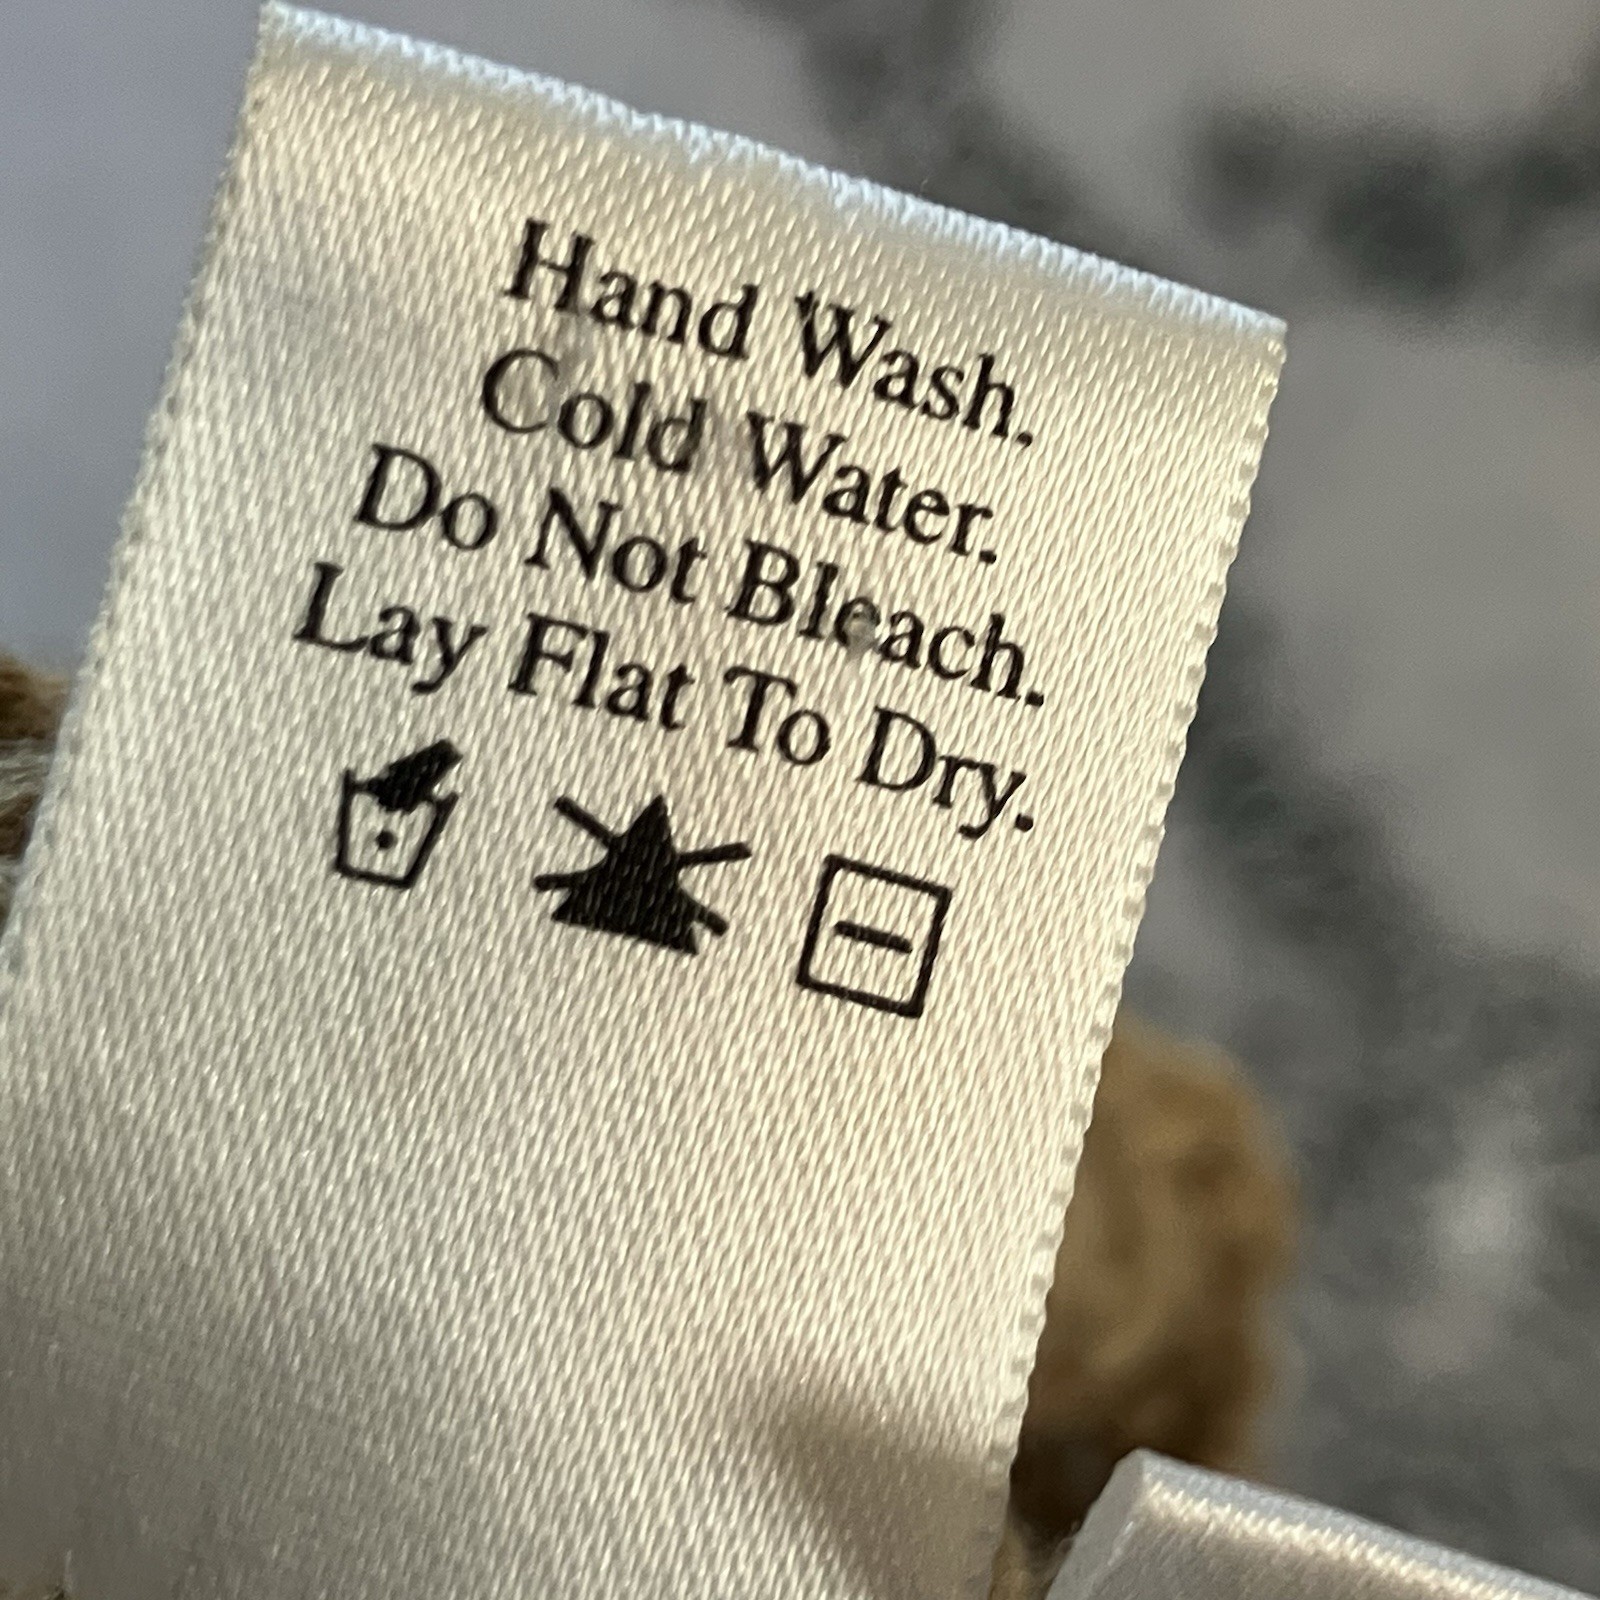 Hand Wash.
Cold Water.
Do Not Bleach.
Lay Flat To Dry.